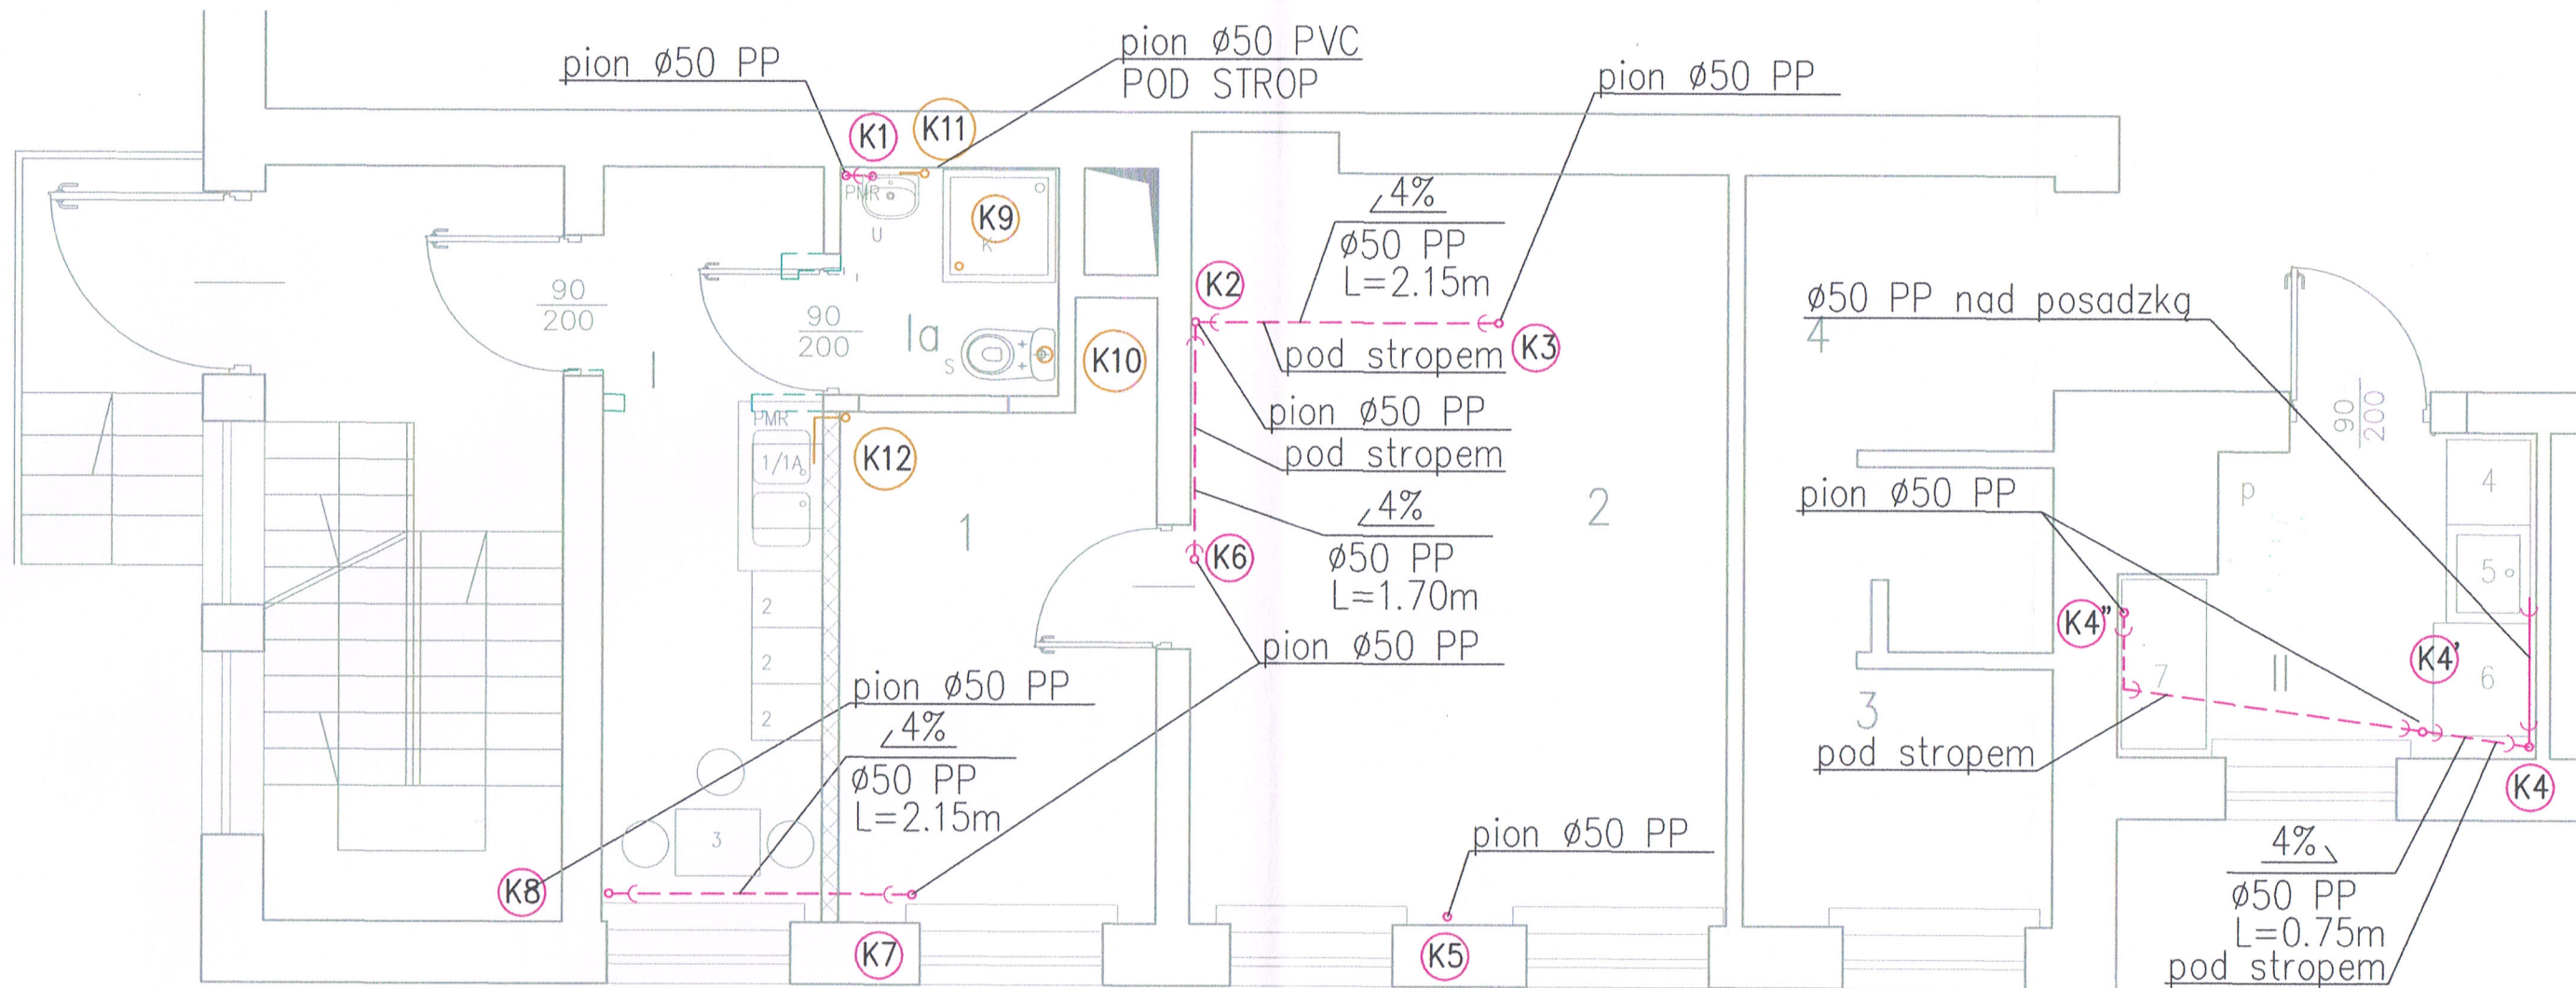 pion ø50 PP
pion ø50 PVC
POD STROP
pion ø50 PP
K1
K11
PMR
U
K9
K
4%
ø50 PP
L=2.15m
K2
K3
pod stropem
90
200
90
200
I
Ia
S
K10
ø50 PP nad posadzką
4
90
200
pion ø50 PP
pod stropem
PMR
1/1A
K12
4%
ø50 PP
L=1.70m
1
2
K6
pion ø50 PP
pion ø50 PP
p
4
5
K4"
K4'
6
7
II
3
pod stropem
2
2
2
pion ø50 PP
4%
ø50 PP
L=2.15m
3
K8
K7
pion ø50 PP
K5
K4
4%
ø50 PP
L=0.75m
pod stropem